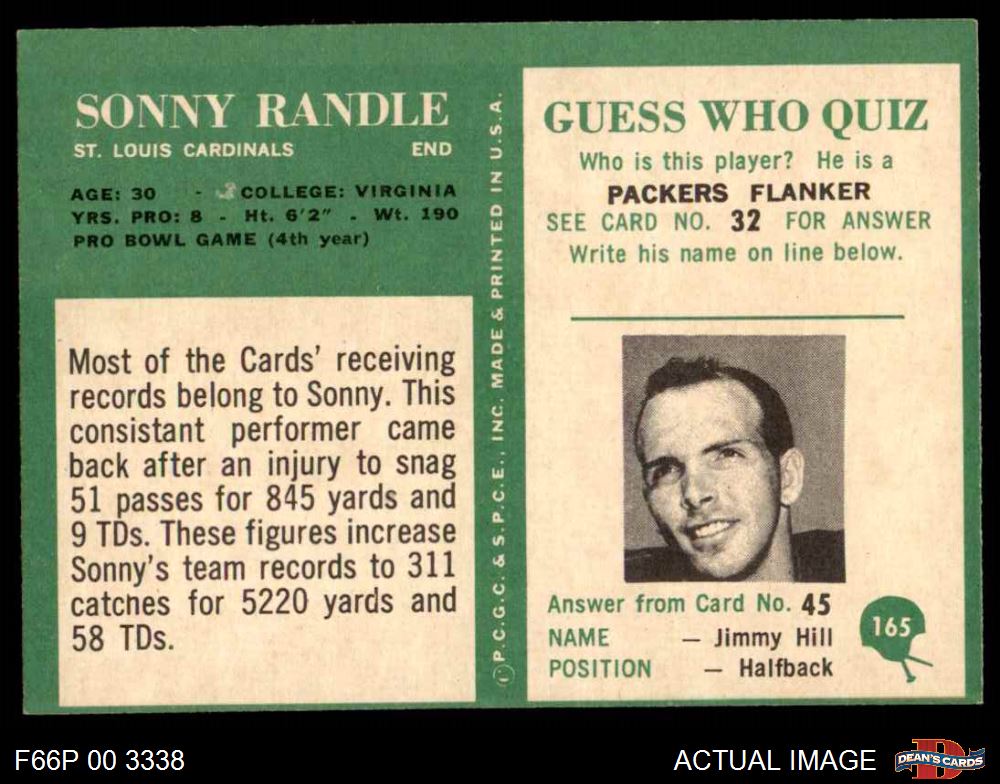 SONNY RANDLE
ST. LOUIS CARDINALS END
AGE: 30 - COLLEGE: VIRGINIA
YRS. PRO: 8 - Ht. 6'2" - Wt. 190
PRO BOWL GAME (4th year)
Most of the Cards' receiving
records belong to Sonny. This
consistant performer came
back after an injury to snag
51 passes for 845 yards and
9 TDs. These figures increase
Sonny's team records to 311
catches for 5220 yards and
58 TDs.
©P.C.G.C. & S.P.C.E., INC. MADE & PRINTED IN U.S.A.
GUESS WHO QUIZ
Who is this player? He is a
PACKERS FLANKER
SEE CARD NO. 32 FOR ANSWER
Write his name on line below.
Answer from Card No. 45
NAME — Jimmy Hill
POSITION — Halfback
165
F66P 00 3338
ACTUAL IMAGE
D
DEAN'S CARDS